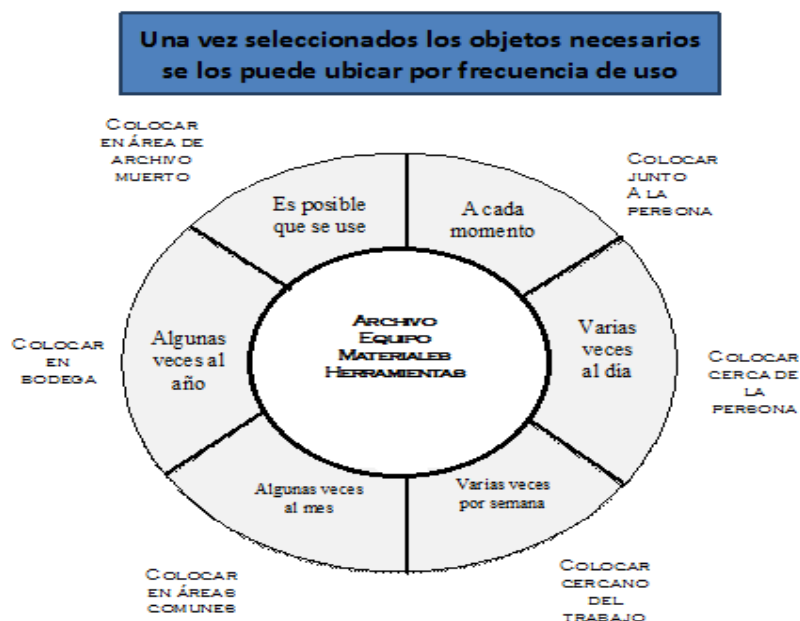 Una vez seleccionados los objetos necesarios
se los puede ubicar por frecuencia de uso
COLOCAR
EN ÁREA DE
ARCHIVO
MUERTO
Es posible
que se use
A cada
momento
COLOCAR
JUNTO
A LA
PERSONA
COLOCAR
EN
BODEGA
Algunas
veces al
año
ARCHIVO
EQUIPO
MATERIALES
HERRAMIENTAS
Varias
veces
al día
COLOCAR
CERCA DE
LA
PERSONA
Algunas veces
al mes
Varias veces
por semana
COLOCAR
EN ÁREAS
COMUNES
COLOCAR
CERCANO
DEL
TRABAJO